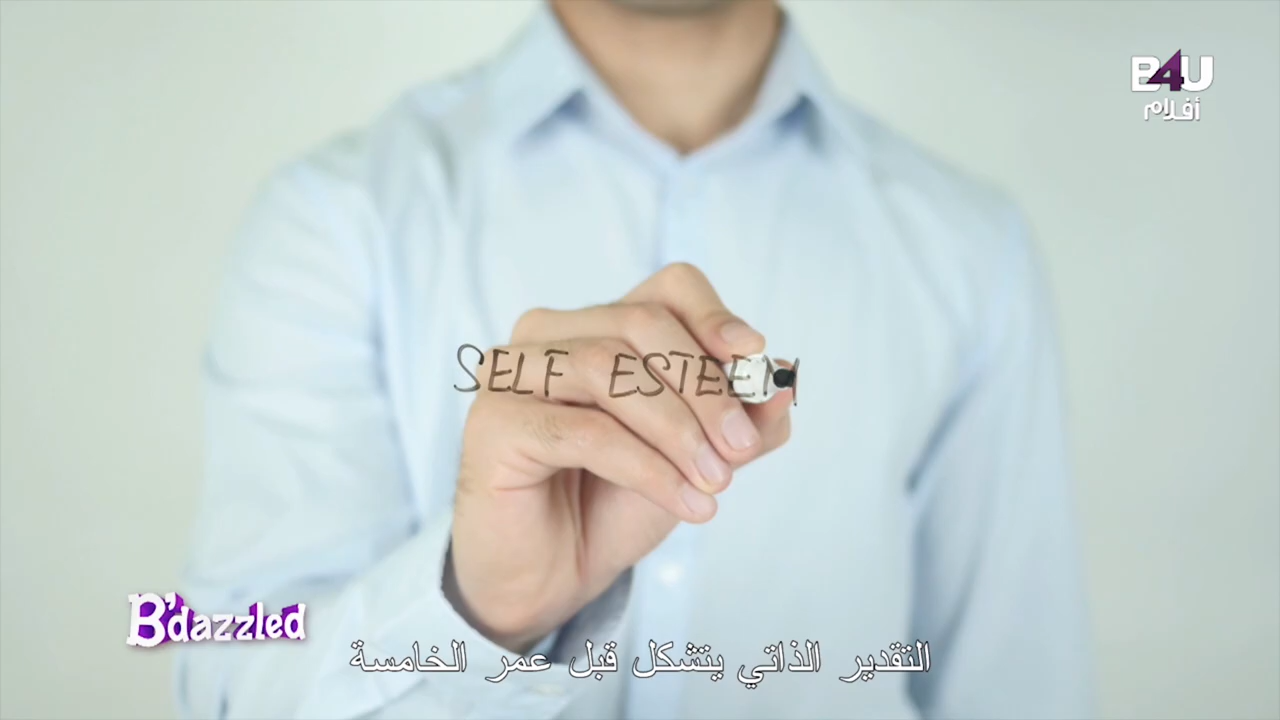 B4U
أفلام
SELF ESTEEM
B'dazzled
التقدير الذاتي يتشكل قبل عمر الخامسة